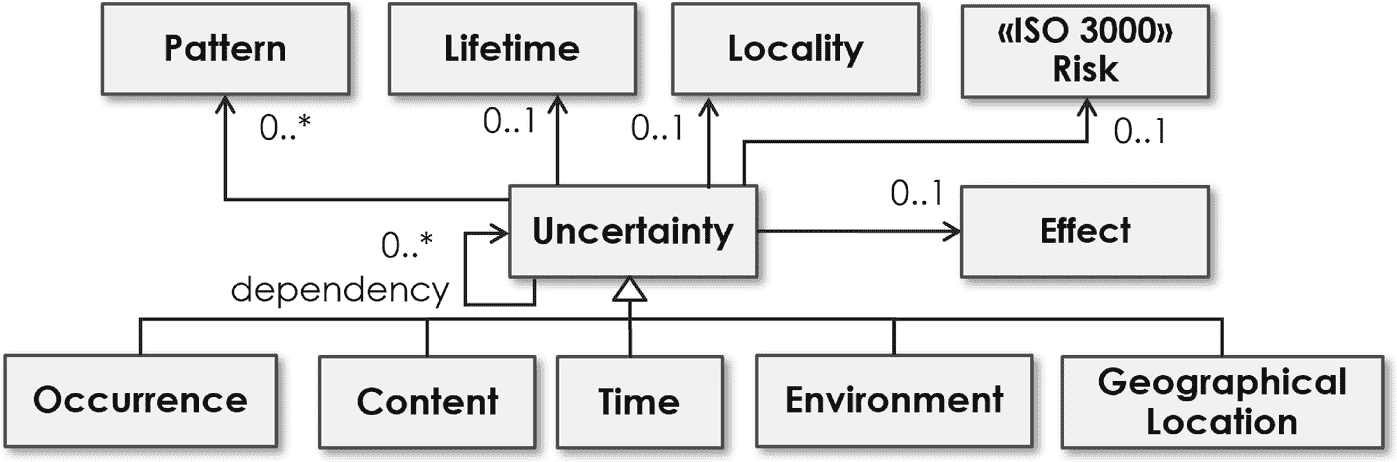 Pattern
Lifetime
Locality
«ISO 3000»
Risk
0..*
0..1
0..1
0..1
Uncertainty
0..1
Effect
0..*
dependency
Occurrence
Content
Time
Environment
Geographical
Location